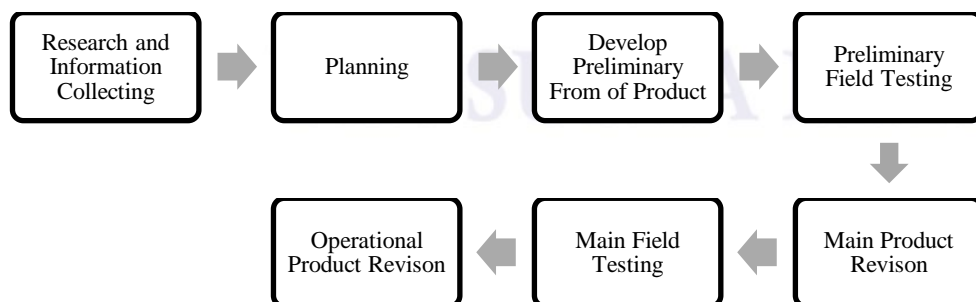 Research and
Information
Collecting
Planning
Develop
Preliminary
From of Product
Preliminary
Field Testing
Main Product
Revison
Main Field
Testing
Operational
Product Revison